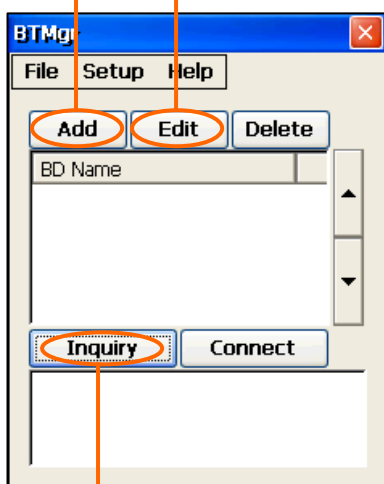 BTMgr
File Setup Help
Add Edit Delete
BD Name
Inquiry Connect